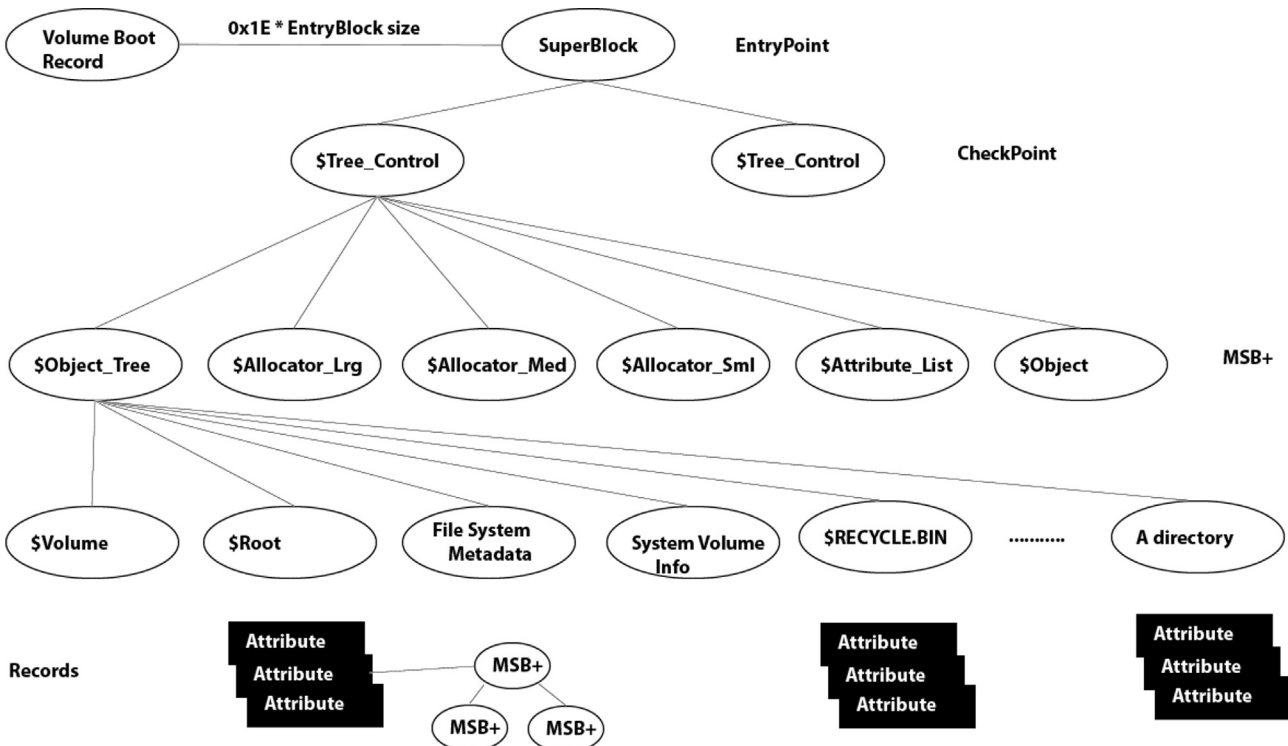 0x1E * EntryBlock size
Volume Boot
Record
SuperBlock
EntryPoint
$Tree_Control
$Tree_Control
CheckPoint
$Object_Tree
$Allocator_Lrg
$Allocator_Med
$Allocator_Sml
$Attribute_List
$Object
MSB+
$Volume
$Root
File System
Metadata
System Volume
Info
$RECYCLE.BIN
...........
A directory
Records
Attribute
Attribute
Attribute
MSB+
MSB+
MSB+
Attribute
Attribute
Attribute
Attribute
Attribute
Attribute